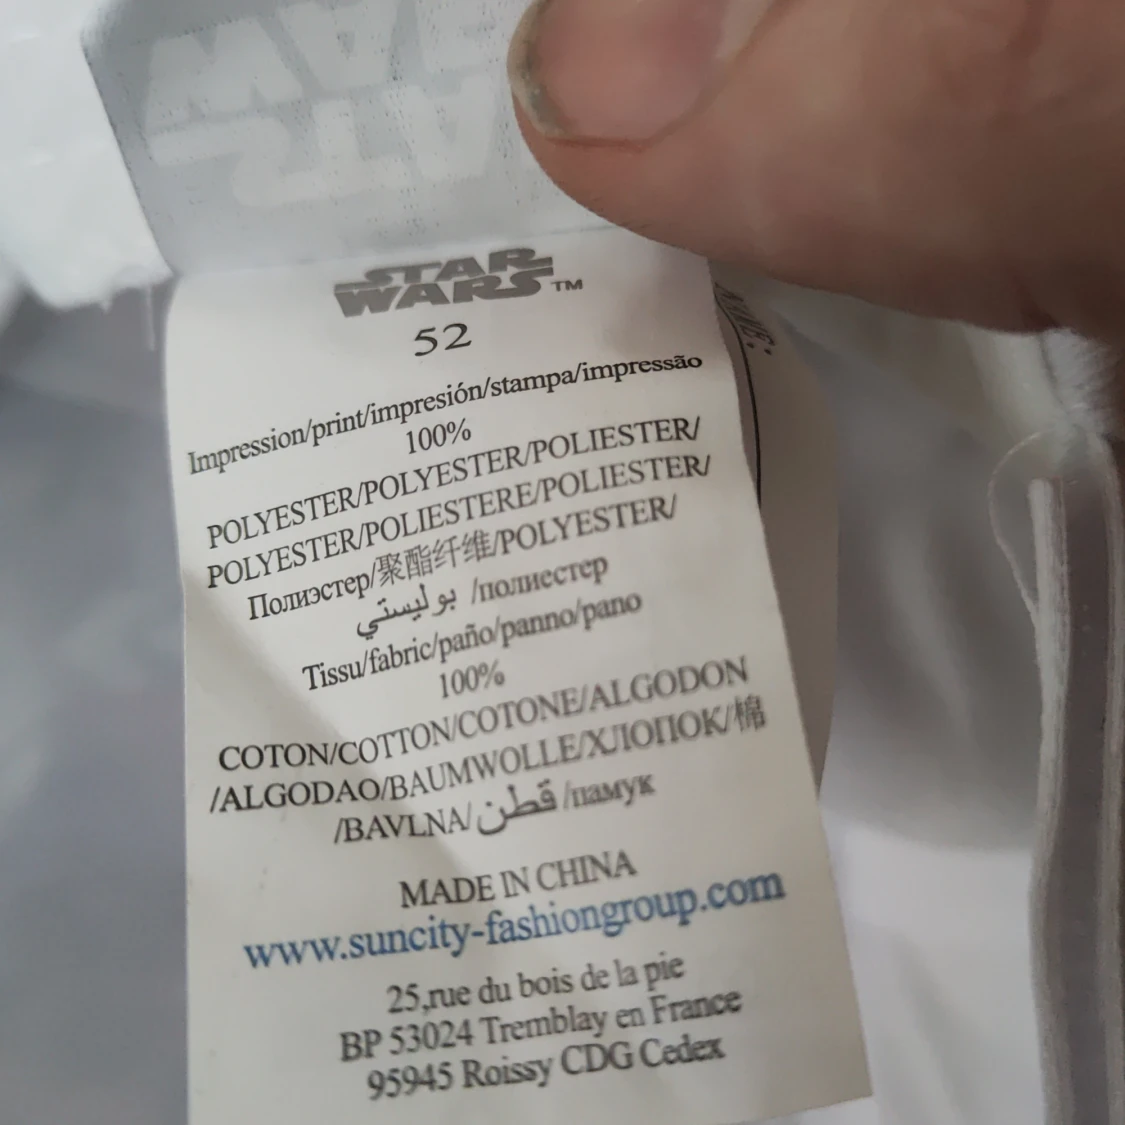 STAR
WARS™
52
Impression/print/impresión/stampa/impressão
100%
POLYESTER/POLYESTER/POLIESTER/
POLYESTER/POLIESTERE/POLIESTER/
Полиэстер/聚酯纤维/POLYESTER/
بوليستي /полиестер
Tissu/fabric/paño/panno/pano
100%
COTON/COTTON/COTONE/ALGODON
/ALGODAO/BAUMWOLLE/ХЛОПОК/棉
/BAVLNA/قطن/памук
MADE IN CHINA
www.suncity-fashiongroup.com
25,rue du bois de la pie
BP 53024 Tremblay en France
95945 Roissy CDG Cedex